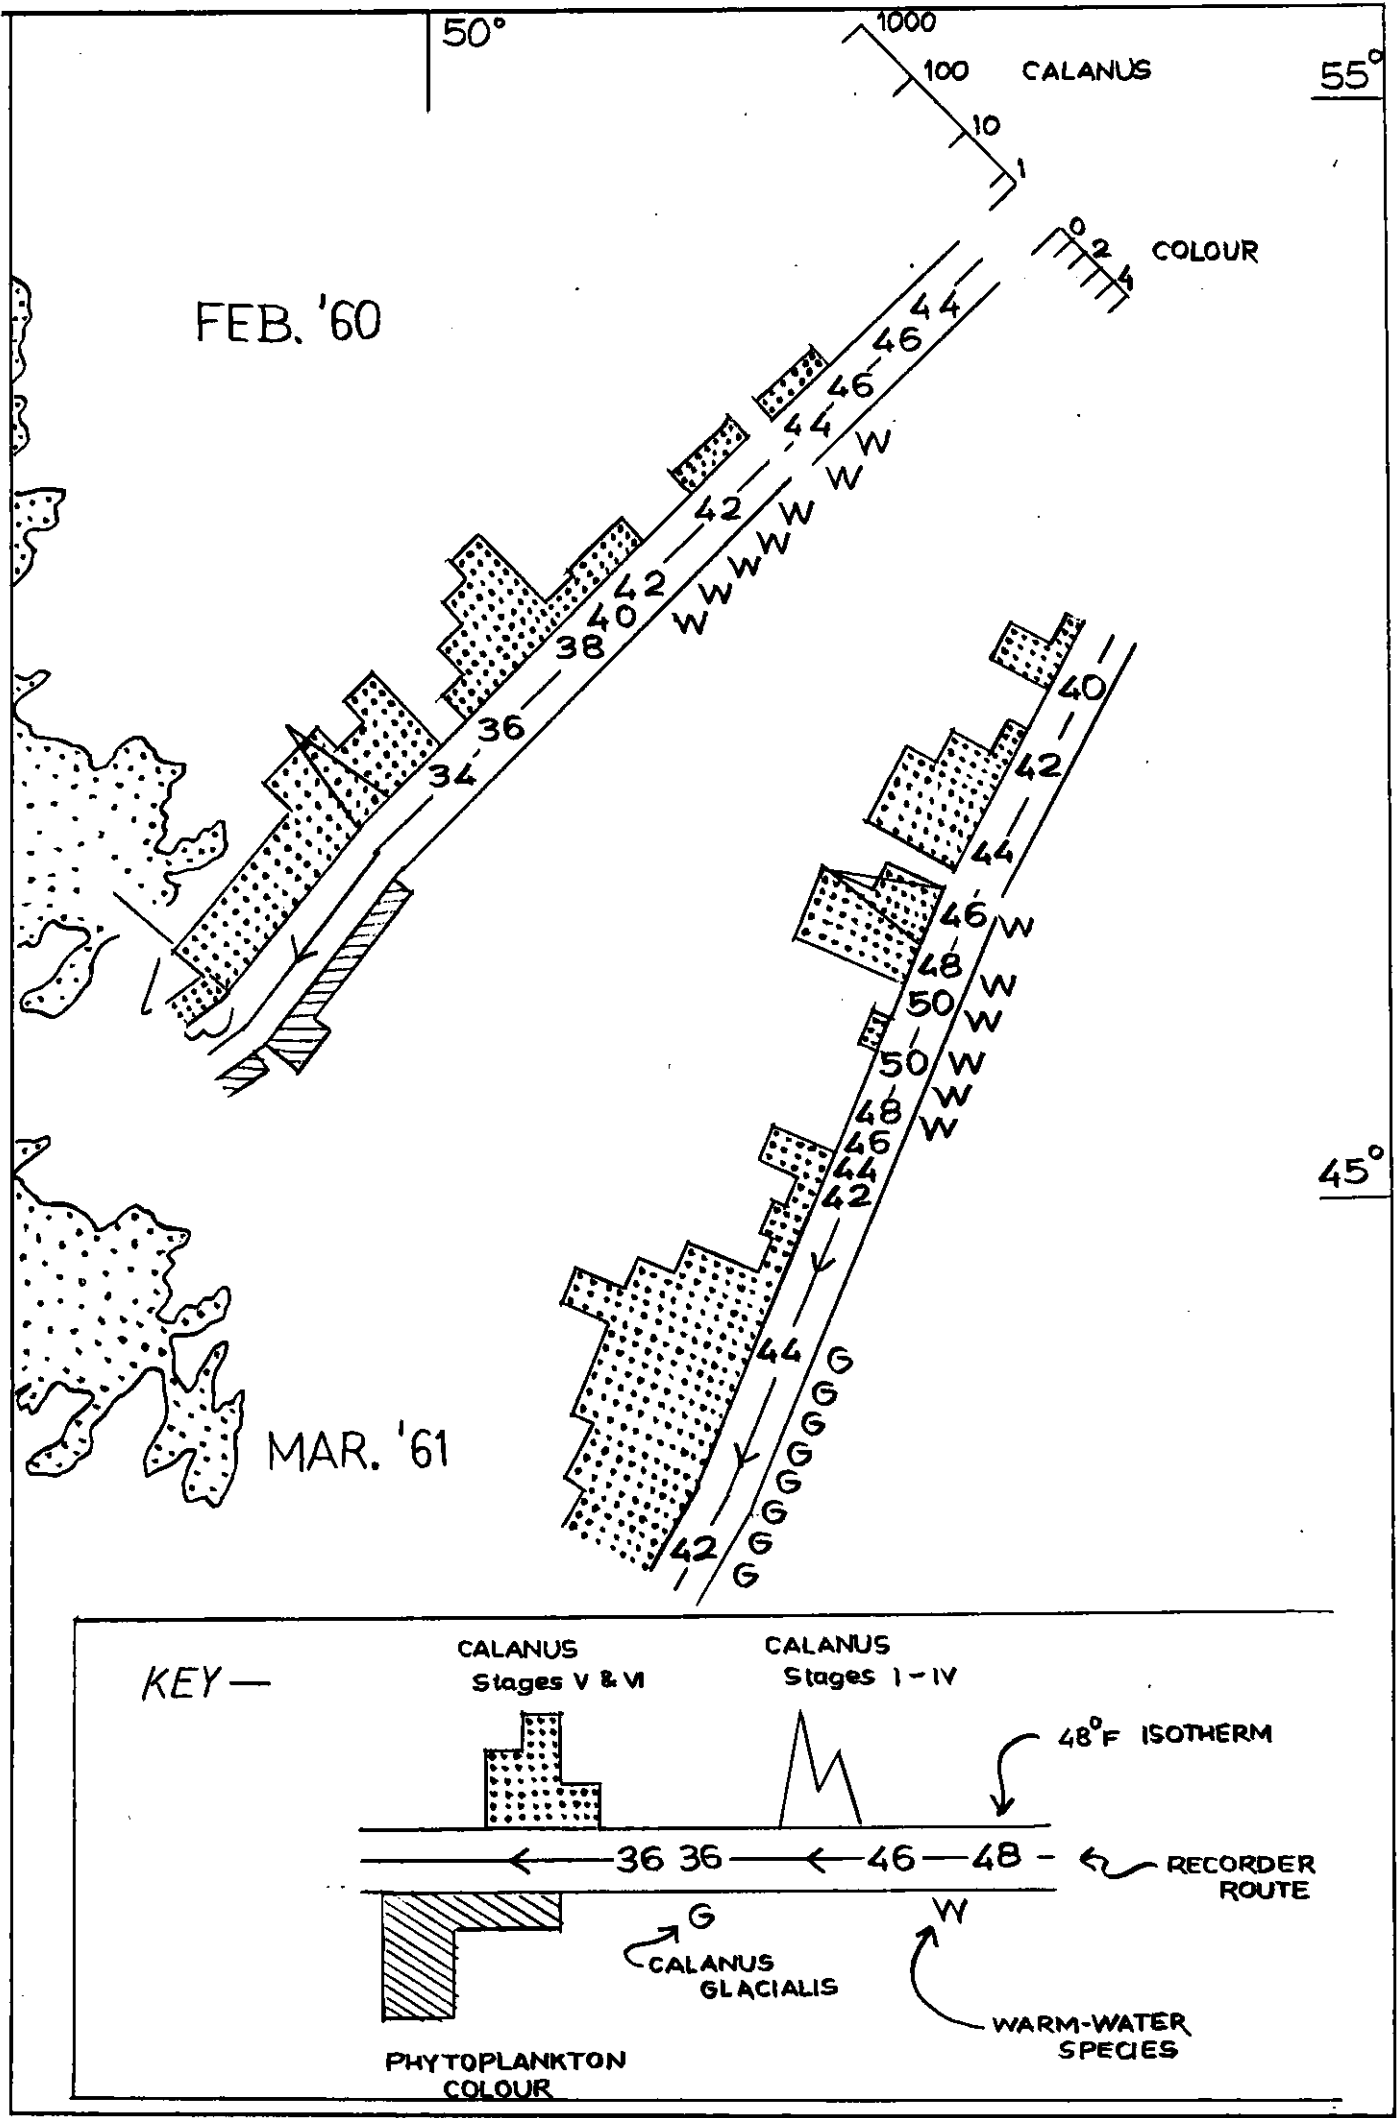 50°
1000
100 CALANUS
10
1
55°
0
2
4
COLOUR
FEB. '60
44
46
46
44
W
W
42
W
W
W
W
W
42
40
38
36
34
40
42
44
46 W
48
W
50
W
50 W
W
48
W
46
44
42
45°
44
G
G
G
G
G
G
G
G
42
MAR. '61
KEY —
CALANUS
Stages V & VI
CALANUS
Stages I - IV
48°F ISOTHERM
36 36 46 48
RECORDER
ROUTE
G
W
CALANUS
GLACIALIS
WARM-WATER
SPECIES
PHYTOPLANKTON
COLOUR